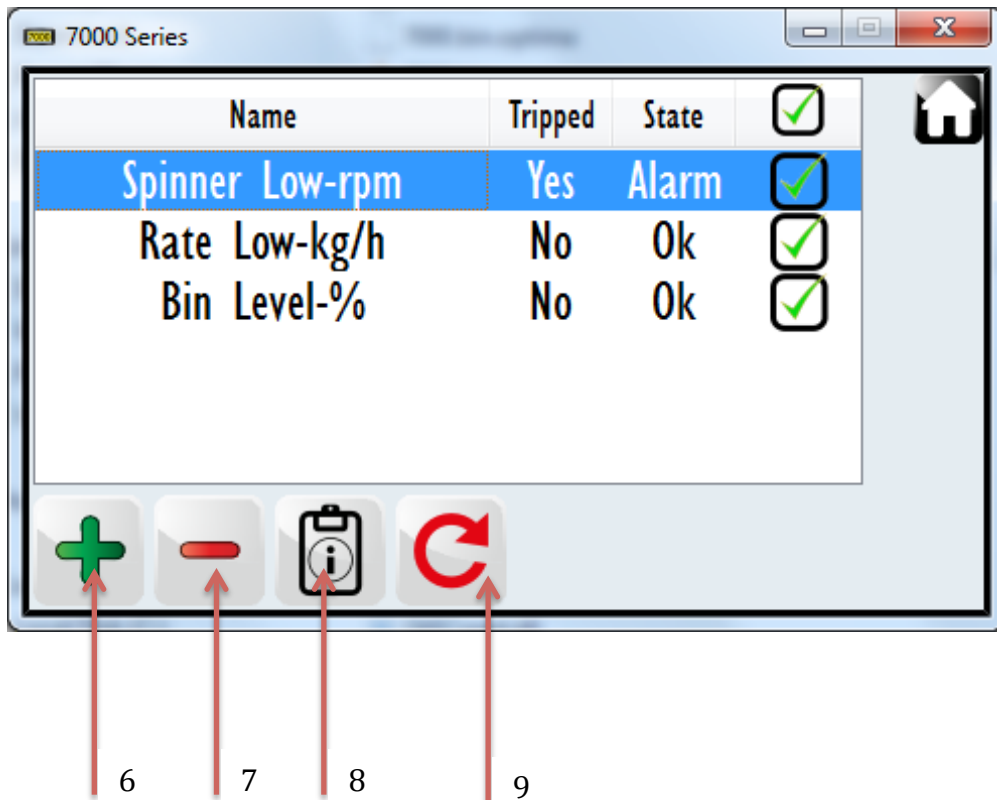 7000 Series
Name Tripped State
Spinner Low-rpm Yes Alarm
Rate Low-kg/h No Ok
Bin Level-% No Ok
6 7 8 9